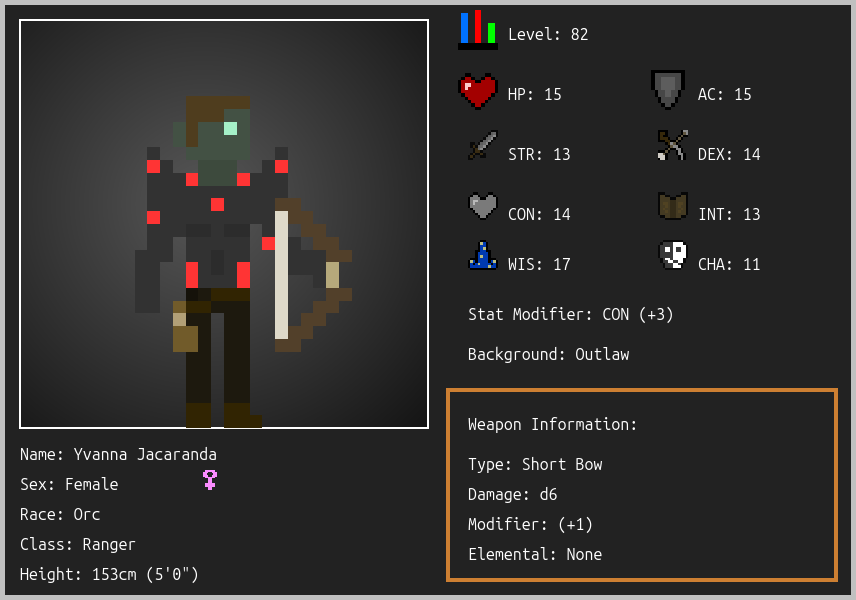 Level: 82
HP: 15
AC: 15
STR: 13
DEX: 14
CON: 14
INT: 13
WIS: 17
CHA: 11
Stat Modifier: CON (+3)
Background: Outlaw
Weapon Information:
Type: Short Bow
Damage: d6
Modifier: (+1)
Elemental: None
Name: Yvanna Jacaranda
Sex: Female
Race: Orc
Class: Ranger
Height: 153cm (5'0")